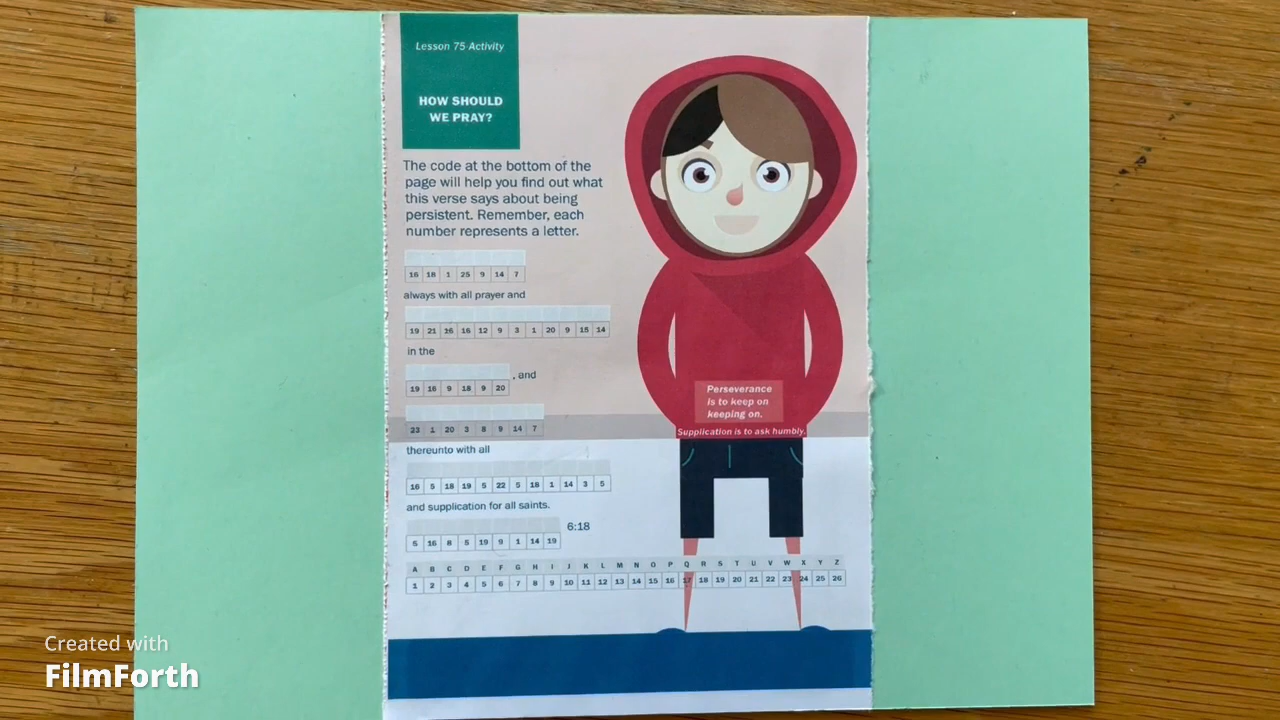 Lesson 75 Activity
HOW SHOULD
WE PRAY?
The code at the bottom of the
page will help you find out what
this verse says about being
persistent. Remember, each
number represents a letter.
16 18 1 25 9 14 7
always with all prayer and
19 21 16 16 12 9 3 1 20 9 15 14
in the
19 16 9 18 9 20
, and
23 1 20 3 8 9 14 7
thereunto with all
16 5 18 19 5 22 5 18 1 14 3 5
and supplication for all saints.
6:18
5 16 8 5 19 9 1 14 19
A B C D E F G H I J K L M N O P Q R S T U V W X Y Z
1 2 3 4 5 6 7 8 9 10 11 12 13 14 15 16 17 18 19 20 21 22 23 24 25 26
Perseverance
is to keep on
keeping on.
Supplication is to ask humbly.
Created with
FilmForth